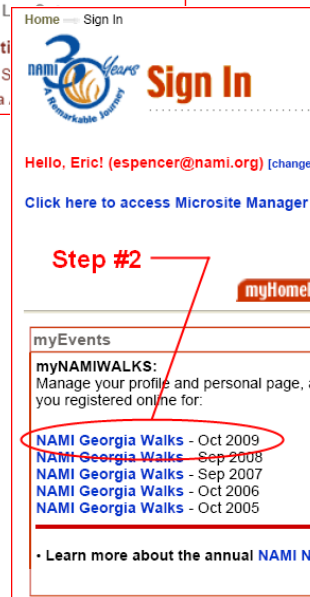 Home Sign In
nami 30 Years
A Remarkable Journey
Sign In
Hello, Eric! (espencer@nami.org) [change
Click here to access Microsite Manager
Step #2
myHome
myEvents
myNAMIWALKS:
Manage your profile and personal page, a
you registered online for:
NAMI Georgia Walks - Oct 2009
NAMI Georgia Walks - Sep 2008
NAMI Georgia Walks - Sep 2007
NAMI Georgia Walks - Oct 2006
NAMI Georgia Walks - Oct 2005
• Learn more about the annual NAMI N